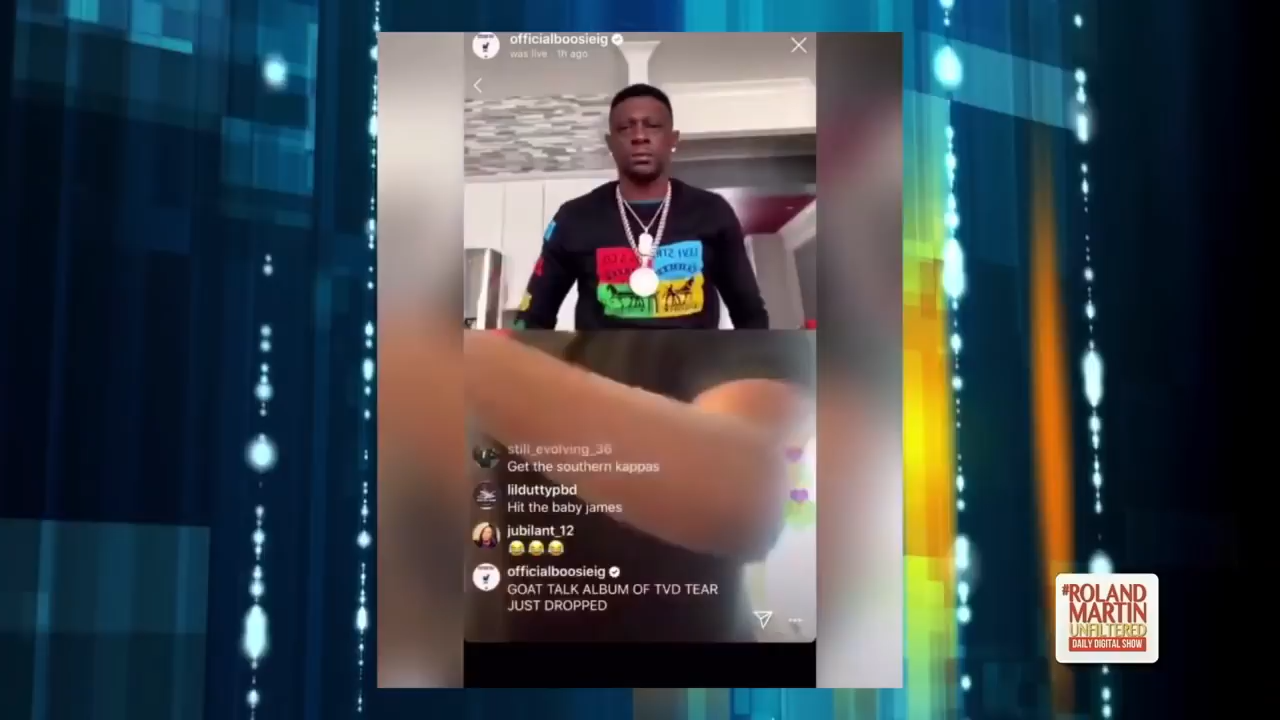 officialboosieig
was live · 1h ago
still_evolving_36
Get the southern kappas
lilduttypbd
Hit the baby james
jubilant_12
😂😂😂
officialboosieig
GOAT TALK ALBUM OF TVD TEAR
JUST DROPPED
#ROLAND
MARTIN
UNFILTERED
DAILY DIGITAL SHOW